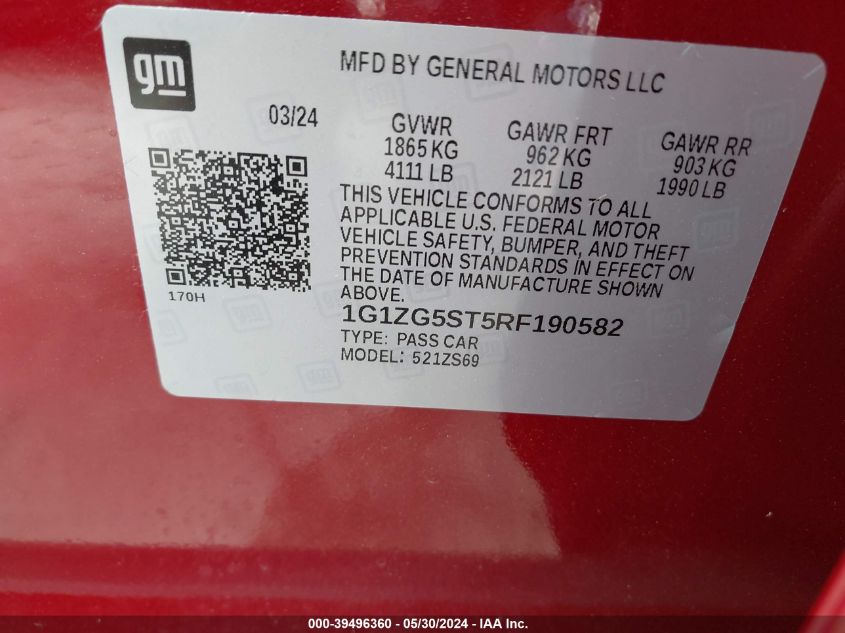 gm
MFD BY GENERAL MOTORS LLC
03/24
GVWR
1865 KG
4111 LB
GAWR FRT
962 KG
2121 LB
GAWR RR
903 KG
1990 LB
THIS VEHICLE CONFORMS TO ALL
APPLICABLE U.S. FEDERAL MOTOR
VEHICLE SAFETY, BUMPER, AND THEFT
PREVENTION STANDARDS IN EFFECT ON
THE DATE OF MANUFACTURE SHOWN
ABOVE.
170H
1G1ZG5ST5RF190582
TYPE: PASS CAR
MODEL: 521ZS69
000-39496360 - 05/30/2024 - IAA Inc.